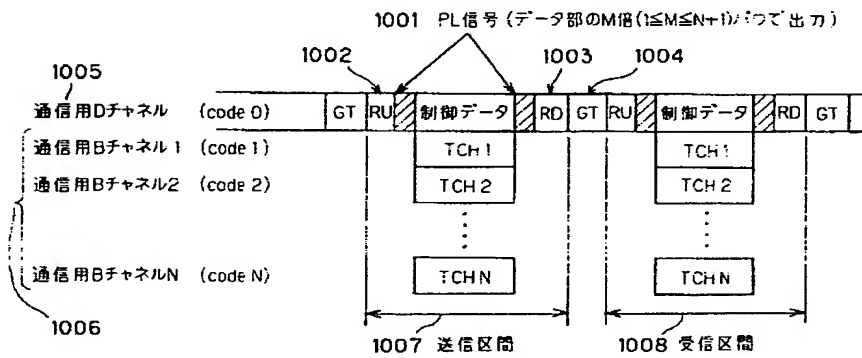 1001 PL信号 (データ部のM倍(1≦M≦N+1)パワで出力)
1002
1003
1004
1005
通信用Dチャネル (code 0) GT RU 制御データ RD GT RU 制御データ RD GT
通信用Bチャネル1 (code 1) TCH1 TCH1
通信用Bチャネル2 (code 2) TCH2 TCH2
通信用BチャネルN (code N) TCHN TCHN
1006
1007 送信区間
1008 受信区間